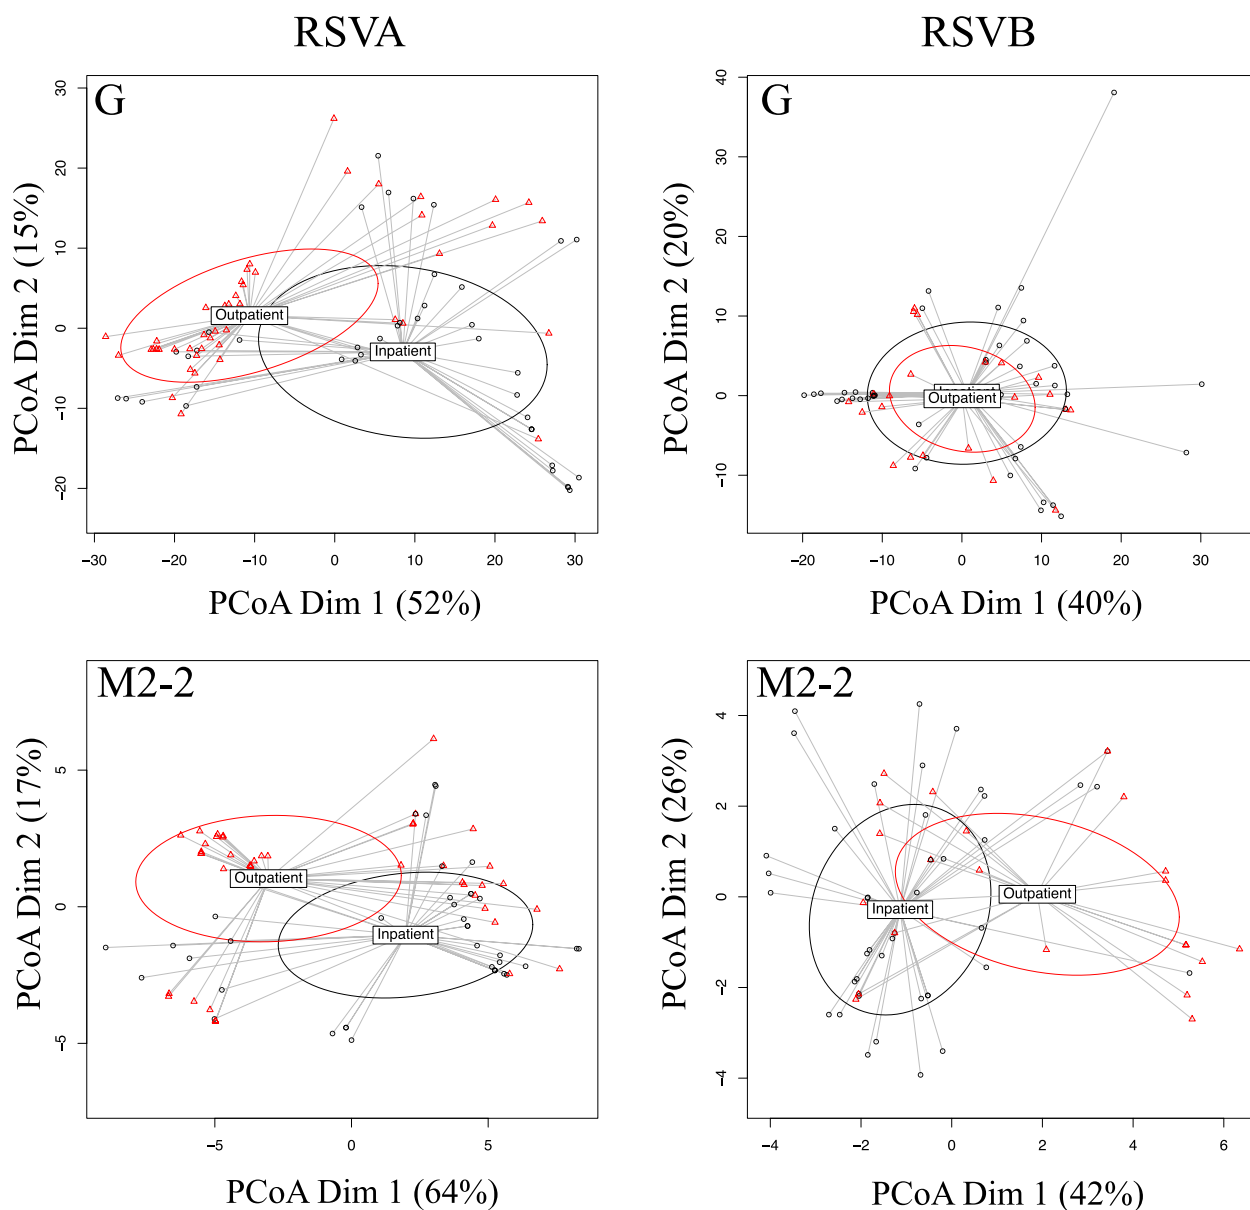 RSVA
RSVB
G
30
20
10
0
−10
−20
PCoA Dim 2 (15%)
Outpatient
Inpatient
−30 −20 −10 0 10 20 30
PCoA Dim 1 (52%)
G
40
30
20
10
0
−10
PCoA Dim 2 (20%)
Outpatient
−20 −10 0 10 20 30
PCoA Dim 1 (40%)
M2-2
5
0
−5
PCoA Dim 2 (17%)
Outpatient
Inpatient
−5 0 5
PCoA Dim 1 (64%)
M2-2
4
2
0
−2
−4
PCoA Dim 2 (26%)
Inpatient
Outpatient
−4 −2 0 2 4 6
PCoA Dim 1 (42%)